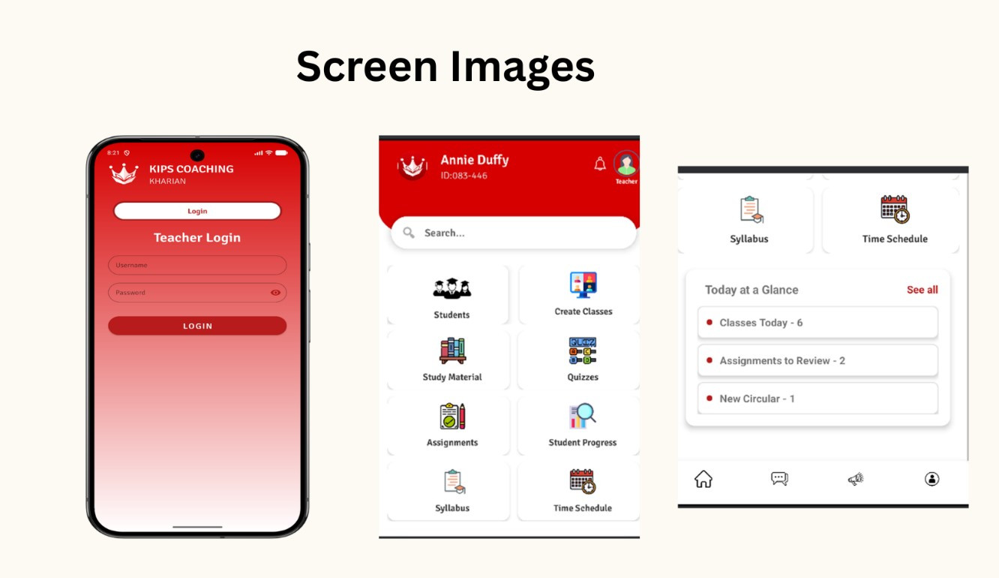 Screen Images
8:21
KIPS COACHING
KHARIAN
Login
Teacher Login
Username
Password
LOGIN
Annie Duffy
ID:083-446
Teacher
Search...
Students
Create Classes
Study Material
QUIZ
A C
B D
Quizzes
Assignments
Student Progress
Syllabus
Time Schedule
Syllabus
Time Schedule
Today at a Glance
See all
Classes Today - 6
Assignments to Review - 2
New Circular - 1